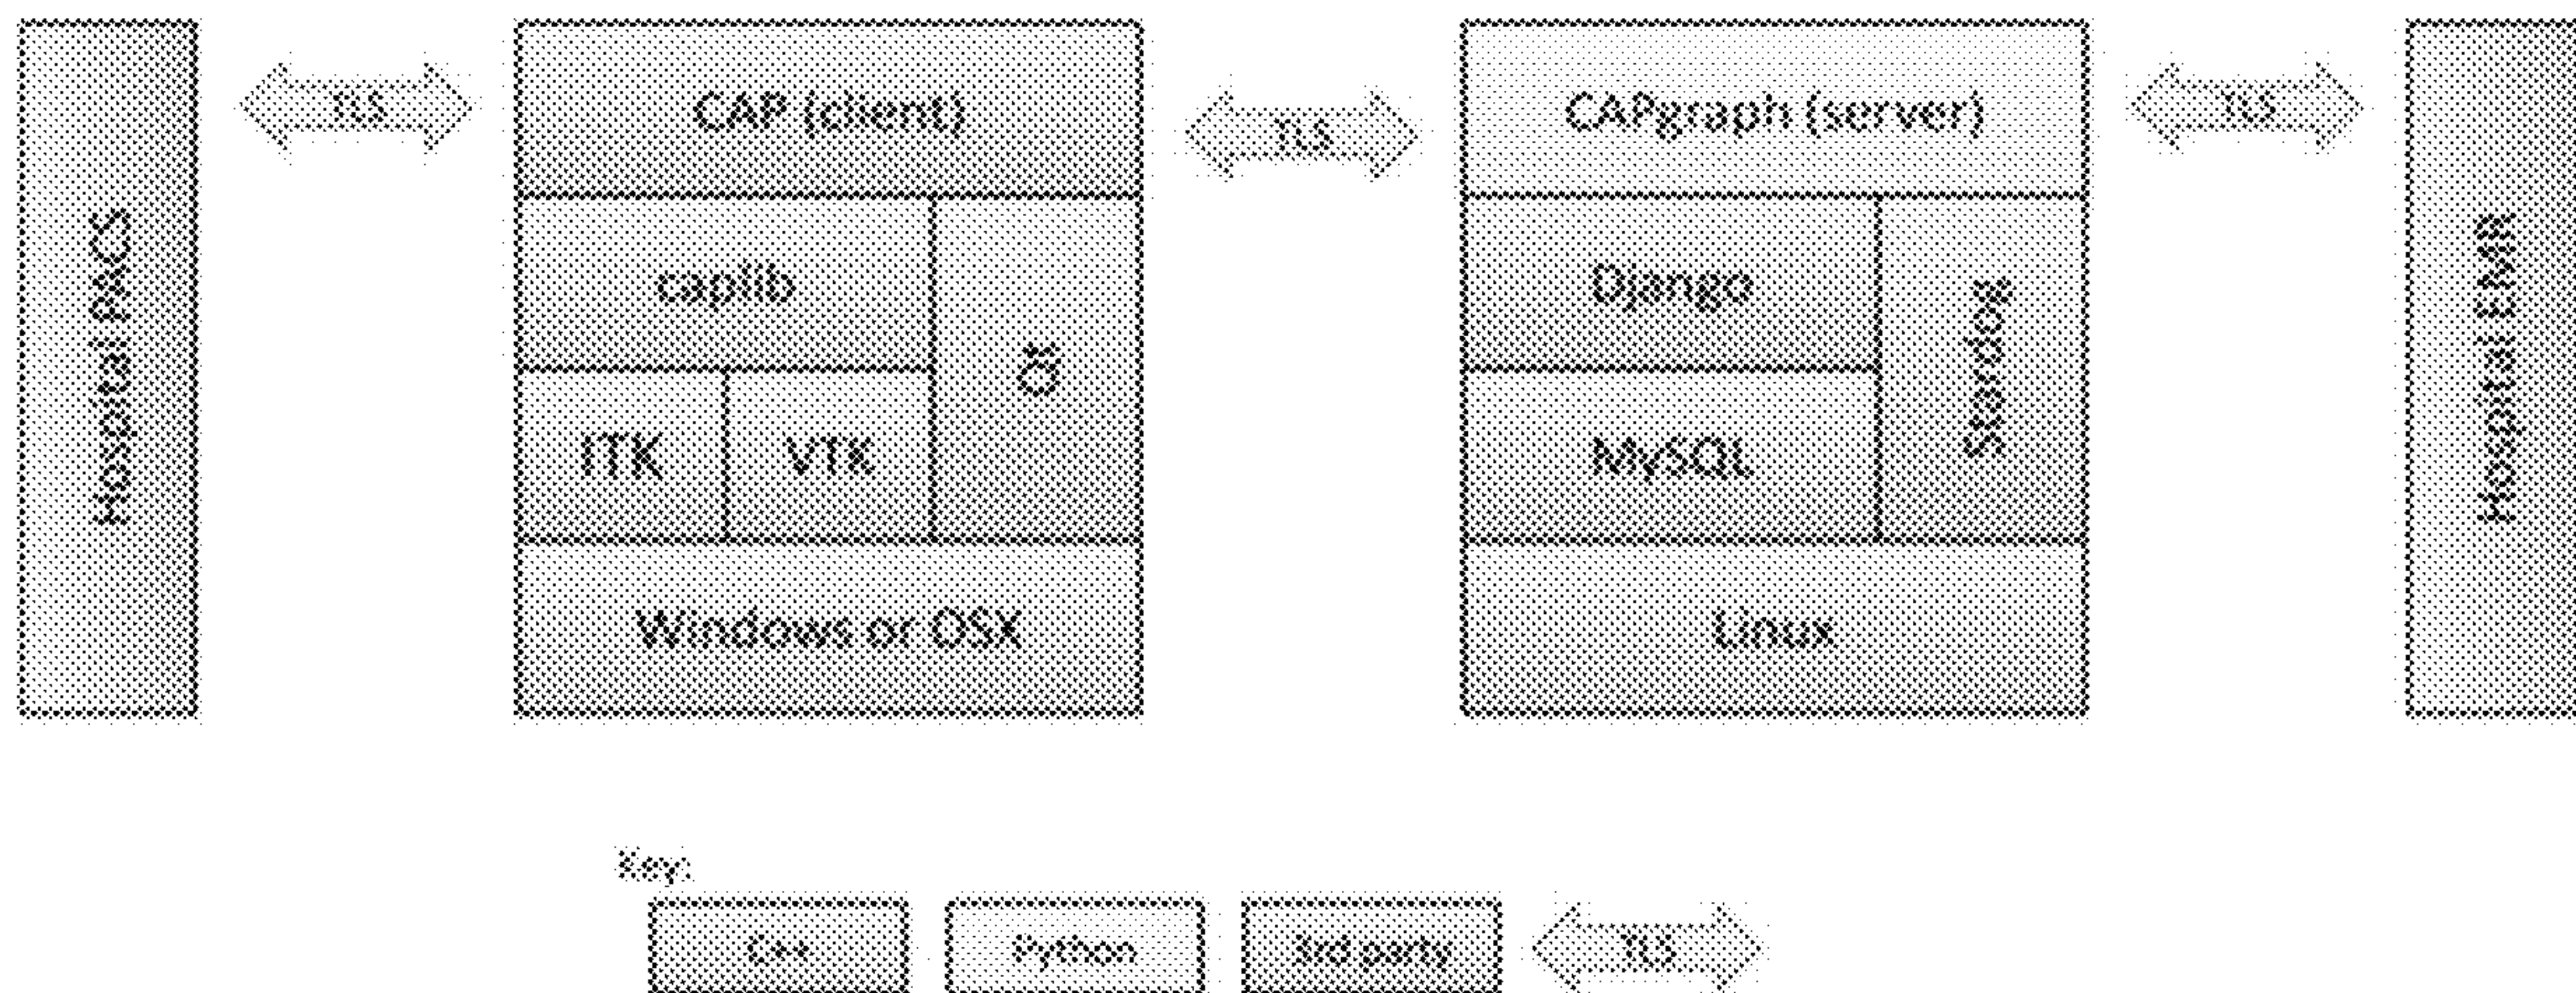 Hospital PACS
TLS
CAP (client)
caplib
Qt
ITK
VTK
Windows or OSX
TLS
CAPgraph (server)
Django
Stardog
MySQL
Linux
TLS
Hospital EMR
Key:
C++
Python
3rd party
TLS